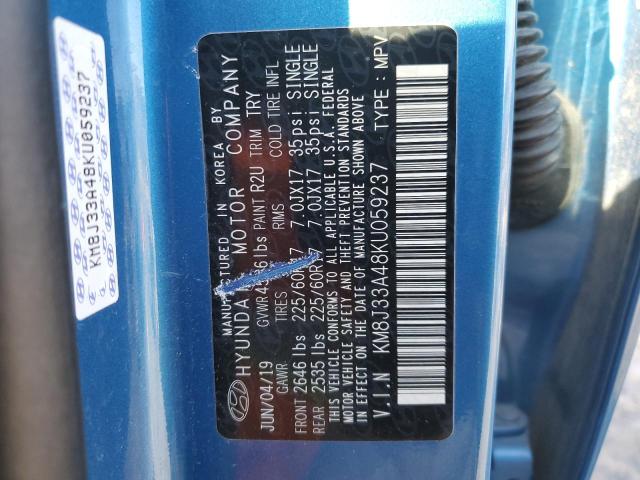 KM8J33A48KU059237
MANUFACTURED IN KOREA BY
HYUNDAI MOTOR COMPANY
JUN/04/19 GVWR lbs PAINT R2U TRIM TRY
GAWR TIRES RIMS COLD TIRE INFL
FRONT 2646 lbs 225/60R17 7.0JX17 35psi SINGLE
REAR 2535 lbs 225/60R17 7.0JX17 35psi SINGLE
THIS VEHICLE CONFORMS TO ALL APPLICABLE U.S.A. FEDERAL
MOTOR VEHICLE SAFETY AND THEFT PREVENTION STANDARDS
IN EFFECT ON THE DATE OF MANUFACTURE SHOWN ABOVE.
V.I.N KM8J33A48KU059237 TYPE : MPV